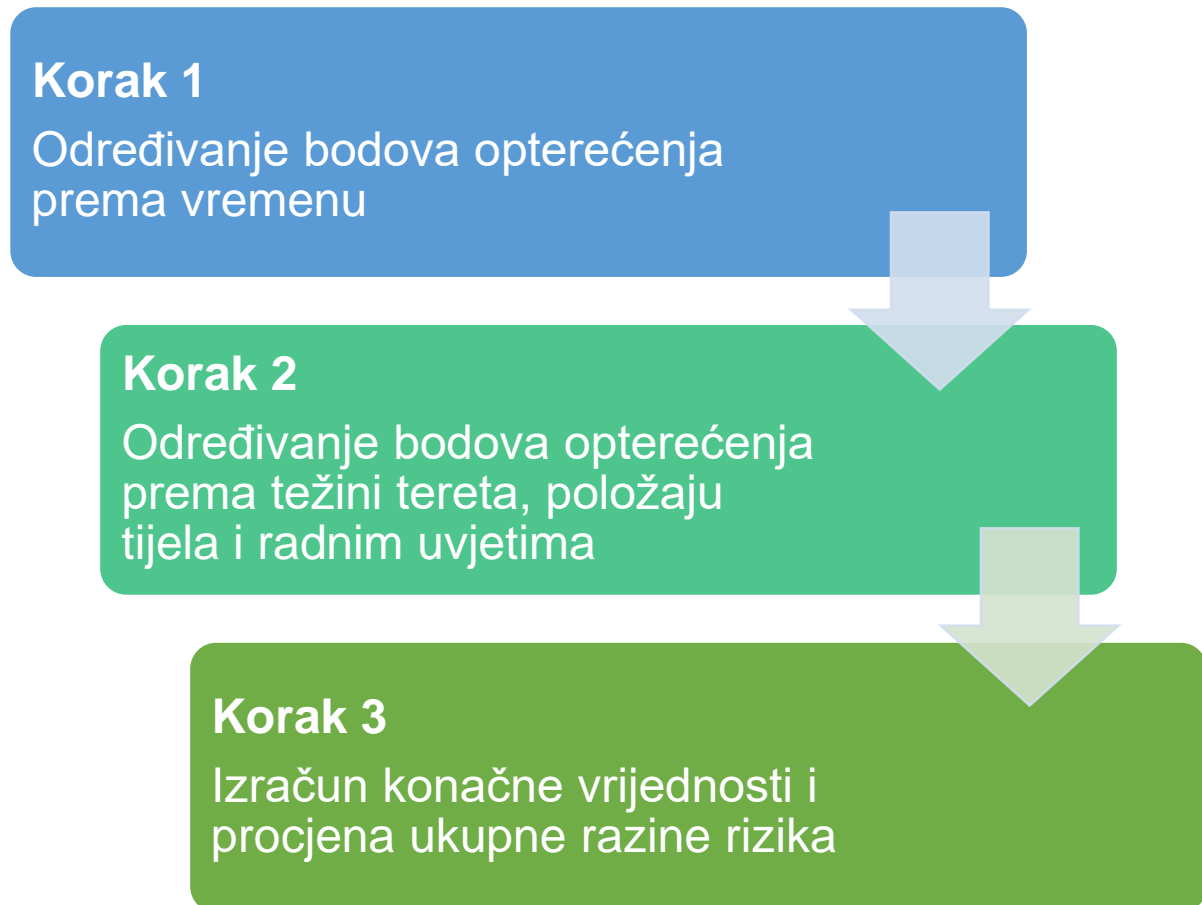 Korak 1
Određivanje bodova opterećenja
prema vremenu
Korak 2
Određivanje bodova opterećenja
prema težini tereta, položaju
tijela i radnim uvjetima
Korak 3
Izračun konačne vrijednosti i
procjena ukupne razine rizika